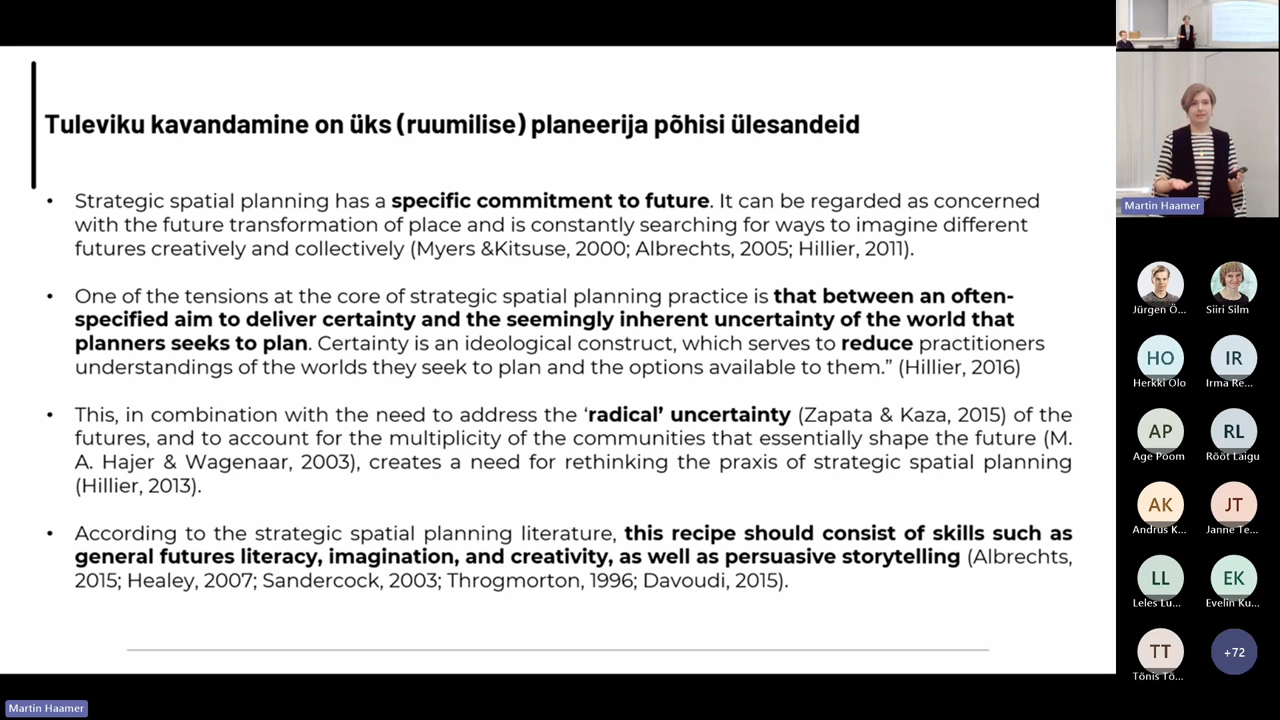 Tuleviku kavandamine on üks (ruumilise) planeerija põhisi ülesandeid
• Strategic spatial planning has a specific commitment to future. It can be regarded as concerned
with the future transformation of place and is constantly searching for ways to imagine different
futures creatively and collectively (Myers &Kitsuse, 2000; Albrechts, 2005; Hillier, 2011).
• One of the tensions at the core of strategic spatial planning practice is that between an often-
specified aim to deliver certainty and the seemingly inherent uncertainty of the world that
planners seeks to plan. Certainty is an ideological construct, which serves to reduce practitioners
understandings of the worlds they seek to plan and the options available to them.” (Hillier, 2016)
• This, in combination with the need to address the ‘radical’ uncertainty (Zapata & Kaza, 2015) of the
futures, and to account for the multiplicity of the communities that essentially shape the future (M.
A. Hajer & Wagenaar, 2003), creates a need for rethinking the praxis of strategic spatial planning
(Hillier, 2013).
• According to the strategic spatial planning literature, this recipe should consist of skills such as
general futures literacy, imagination, and creativity, as well as persuasive storytelling (Albrechts,
2015; Healey, 2007; Sandercock, 2003; Throgmorton, 1996; Davoudi, 2015).
Martin Haamer
Martin Haamer
Jürgen Ö... Siiri Silm
HO IR
Herkki Olo Irma Re...
AP RL
Age Poom Rööt Laigu
AK JT
Andrus K... Janne Te...
LL EK
Leles Lu... Evelin Ku...
TT +72
Tõnis Tõ...